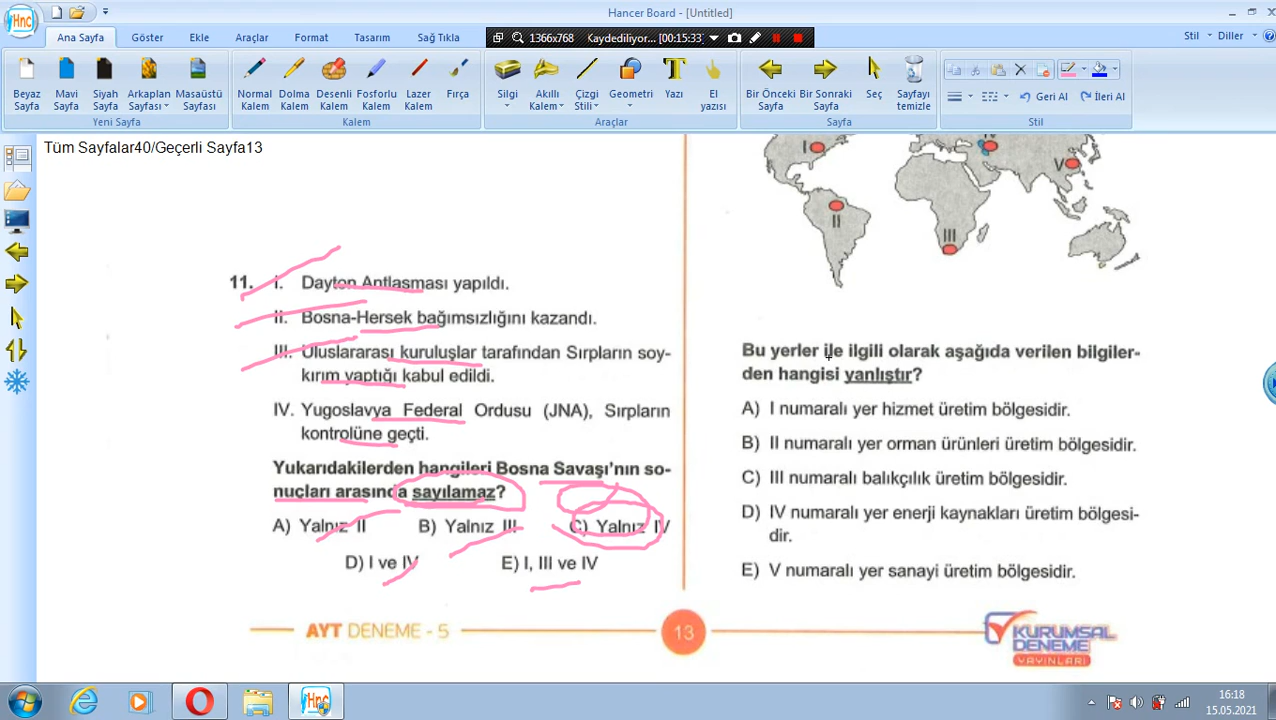 Hancer Board - [Untitled]
Ana Sayfa Göster Ekle Araçlar Format Tasarım Sağ Tıkla
1366x768 Kaydediliyor... [00:15:33]
Stil Diller
Beyaz Sayfa Mavi Sayfa Siyah Sayfa Arkaplan Sayfası Masaüstü Sayfası
Normal Kalem Dolma Kalem Desenli Kalem Fosforlu Kalem Lazer Kalem Fırça
Silgi Akıllı Kalem Çizgi Stili Geometri Yazı El yazısı
Bir Önceki Sayfa Bir Sonraki Sayfa Seç Sayfayı temizle
Geri Al İleri Al
Yeni Sayfa Kalem Araçlar Sayfa Stil
Tüm Sayfalar40/Geçerli Sayfa13
11. I. Dayton Antlaşması yapıldı.
II. Bosna-Hersek bağımsızlığını kazandı.
III. Uluslararası kuruluşlar tarafından Sırpların soy-
kırım yaptığı kabul edildi.
IV. Yugoslavya Federal Ordusu (JNA), Sırpların
kontrolüne geçti.
Yukarıdakilerden hangileri Bosna Savaşı'nın so-
nuçları arasında sayılamaz?
A) Yalnız II B) Yalnız III C) Yalnız IV
D) I ve IV E) I, III ve IV
I
II
III
IV
V
Bu yerler ile ilgili olarak aşağıda verilen bilgiler-
den hangisi yanlıştır?
A) I numaralı yer hizmet üretim bölgesidir.
B) II numaralı yer orman ürünleri üretim bölgesidir.
C) III numaralı balıkçılık üretim bölgesidir.
D) IV numaralı yer enerji kaynakları üretim bölgesi-
dir.
E) V numaralı yer sanayi üretim bölgesidir.
AYT DENEME - 5
13
KURUMSAL
DENEME
YAYINLARI
16:18
15.05.2021